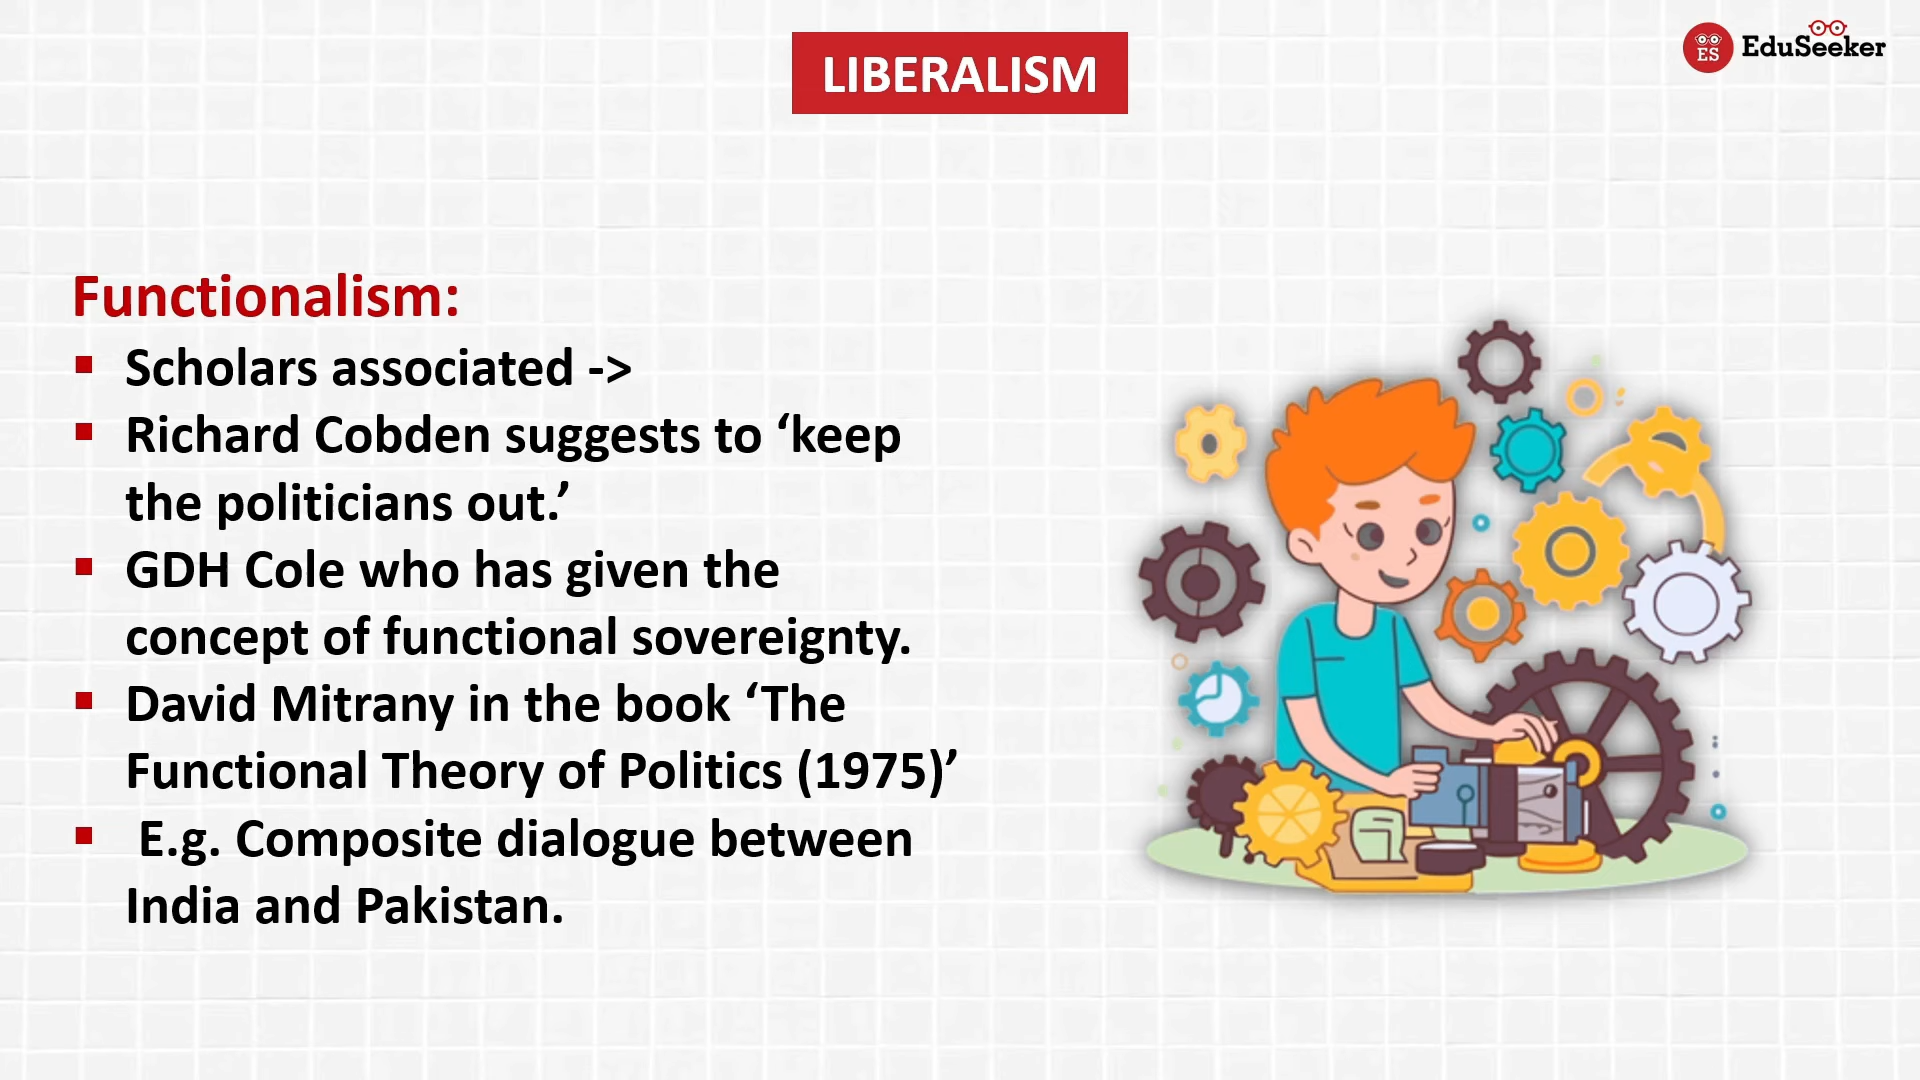 LIBERALISM
ES EduSeeker
Functionalism:
▪ Scholars associated ->
▪ Richard Cobden suggests to ‘keep
the politicians out.’
▪ GDH Cole who has given the
concept of functional sovereignty.
▪ David Mitrany in the book ‘The
Functional Theory of Politics (1975)’
▪ E.g. Composite dialogue between
India and Pakistan.